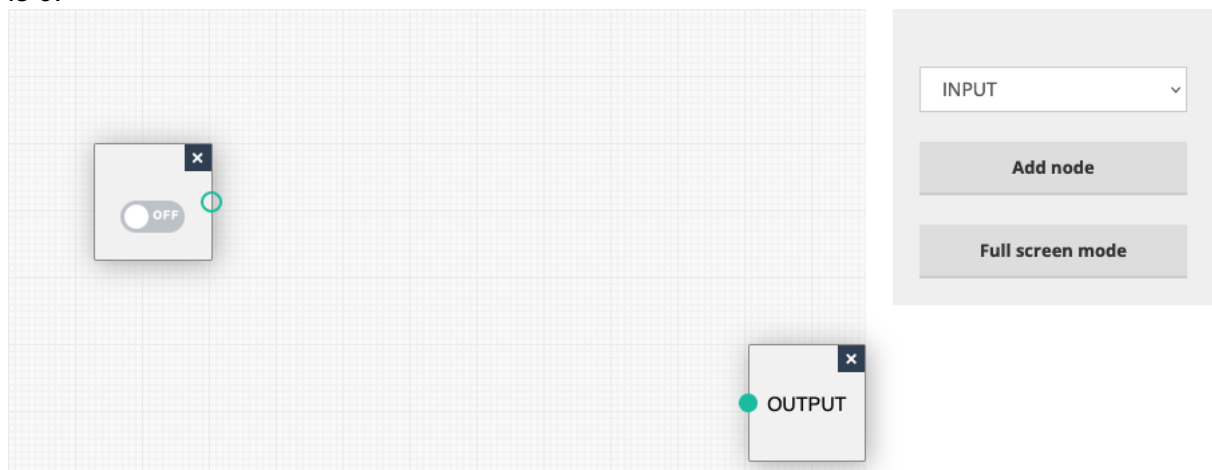 INPUT
Add node
OFF
Full screen mode
OUTPUT